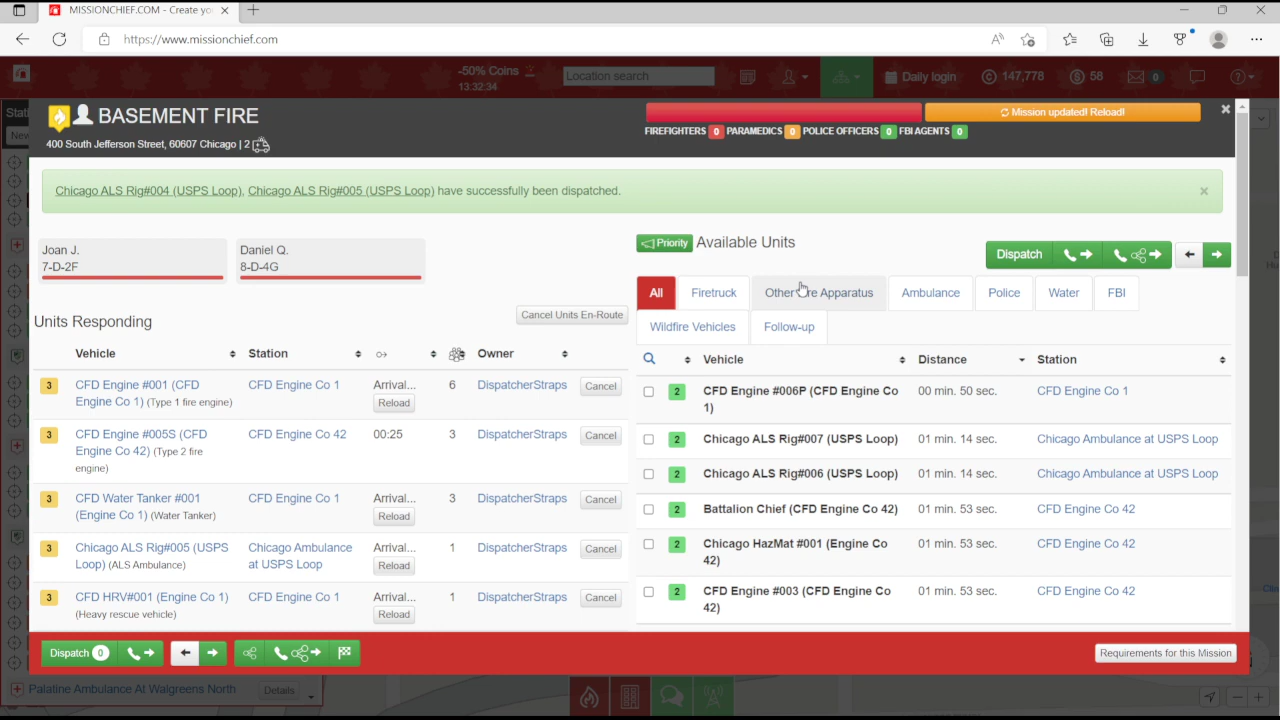 MISSIONCHIEF.COM - Create yo
https://www.missionchief.com
-50% Coins
13:32:34
Location search
Daily login
147,778
58
0
BASEMENT FIRE
Mission updated! Reload!
FIREFIGHTERS 0 PARAMEDICS 0 POLICE OFFICERS 0 FBI AGENTS 0
400 South Jefferson Street, 60607 Chicago | 2
Chicago ALS Rig#004 (USPS Loop), Chicago ALS Rig#005 (USPS Loop) have successfully been dispatched.
Joan J.
7-D-2F
Daniel Q.
8-D-4G
Units Responding
Cancel Units En-Route
Vehicle Station Owner
3 CFD Engine #001 (CFD Engine Co 1) (Type 1 fire engine) CFD Engine Co 1 Arrival... Reload 6 DispatcherStraps Cancel
3 CFD Engine #005S (CFD Engine Co 42) (Type 2 fire engine) CFD Engine Co 42 00:25 3 DispatcherStraps Cancel
3 CFD Water Tanker #001 (Engine Co 1) (Water Tanker) CFD Engine Co 1 Arrival... Reload 3 DispatcherStraps Cancel
3 Chicago ALS Rig#005 (USPS Loop) (ALS Ambulance) Chicago Ambulance at USPS Loop Arrival... Reload 1 DispatcherStraps Cancel
3 CFD HRV#001 (Engine Co 1) (Heavy rescue vehicle) CFD Engine Co 1 Arrival... Reload 1 DispatcherStraps Cancel
Priority Available Units
Dispatch
All Firetruck Other Fire Apparatus Ambulance Police Water FBI
Wildfire Vehicles Follow-up
Vehicle Distance Station
2 CFD Engine #006P (CFD Engine Co 1) 00 min. 50 sec. CFD Engine Co 1
2 Chicago ALS Rig#007 (USPS Loop) 01 min. 14 sec. Chicago Ambulance at USPS Loop
2 Chicago ALS Rig#006 (USPS Loop) 01 min. 14 sec. Chicago Ambulance at USPS Loop
2 Battalion Chief (CFD Engine Co 42) 01 min. 53 sec. CFD Engine Co 42
2 Chicago HazMat #001 (Engine Co 42) 01 min. 53 sec. CFD Engine Co 42
2 CFD Engine #003 (CFD Engine Co 42) 01 min. 53 sec. CFD Engine Co 42
Dispatch 0
Requirements for this Mission
Palatine Ambulance At Walgreens North Details